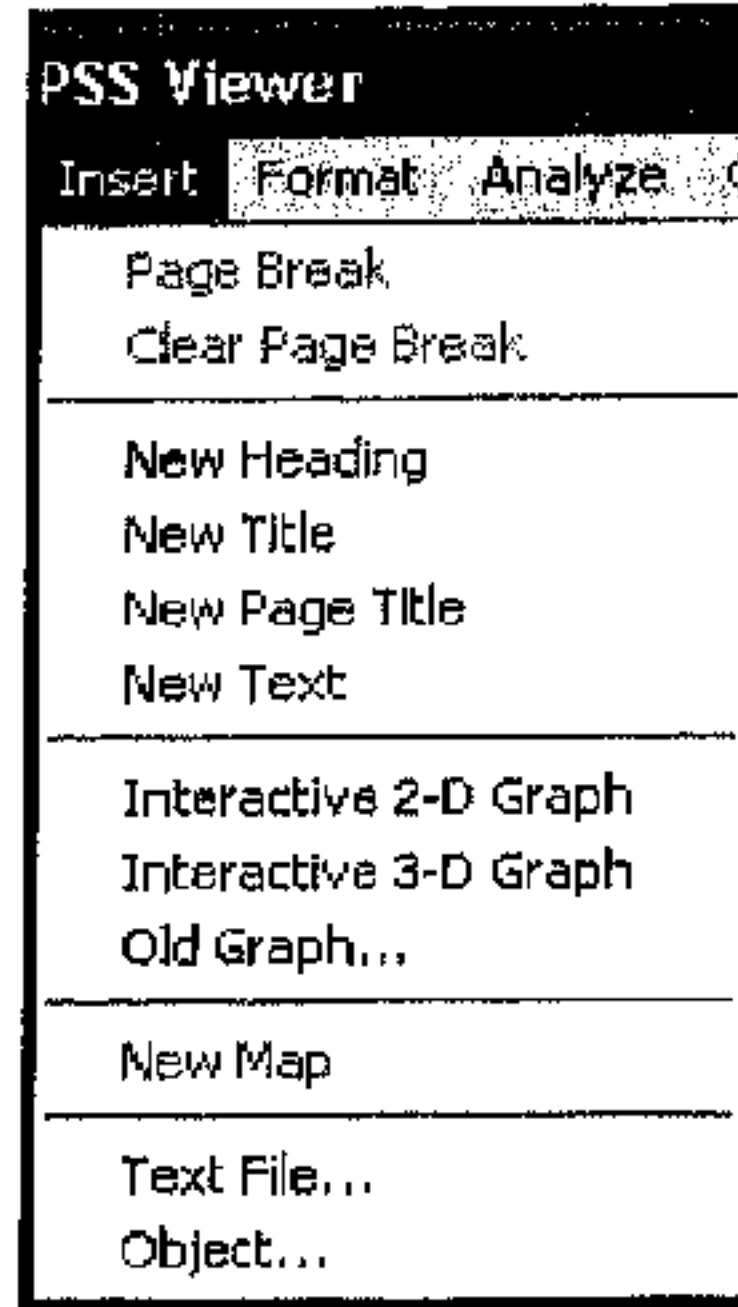 PSS Viewer
Insert Format Analyze
Page Break
Clear Page Break
New Heading
New Title
New Page Title
New Text
Interactive 2-D Graph
Interactive 3-D Graph
Old Graph...
New Map
Text File...
Object...